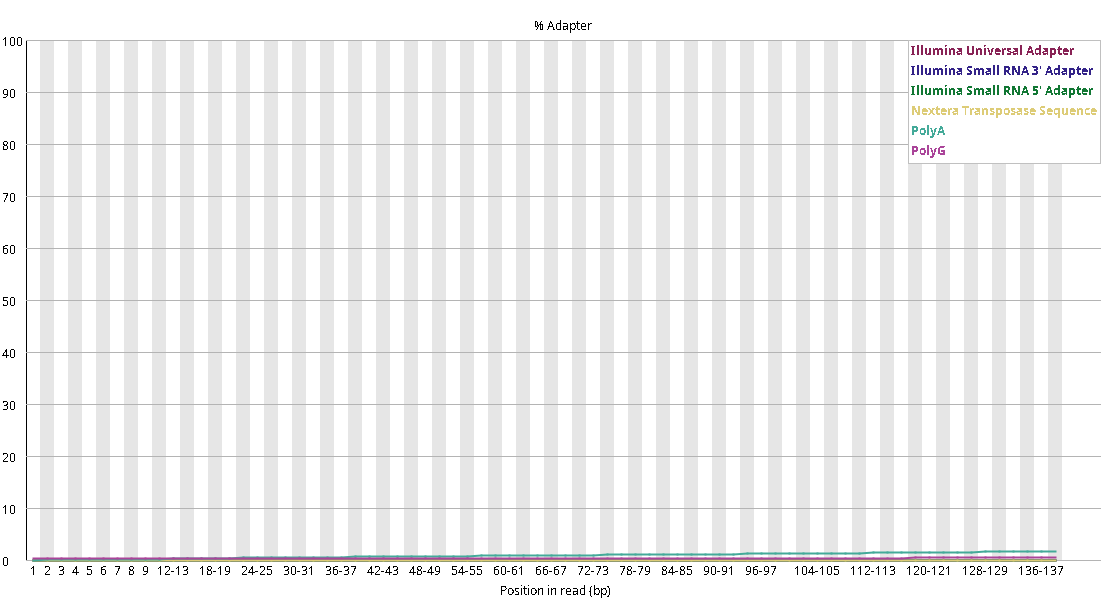 % Adapter
100
90
80
70
60
50
40
30
20
10
0
Illumina Universal Adapter
Illumina Small RNA 3' Adapter
Illumina Small RNA 5' Adapter
Nextera Transposase Sequence
PolyA
PolyG
1 2 3 4 5 6 7 8 9 12-13 18-19 24-25 30-31 36-37 42-43 48-49 54-55 60-61 66-67 72-73 78-79 84-85 90-91 96-97 104-105 112-113 120-121 128-129 136-137
Position in read (bp)